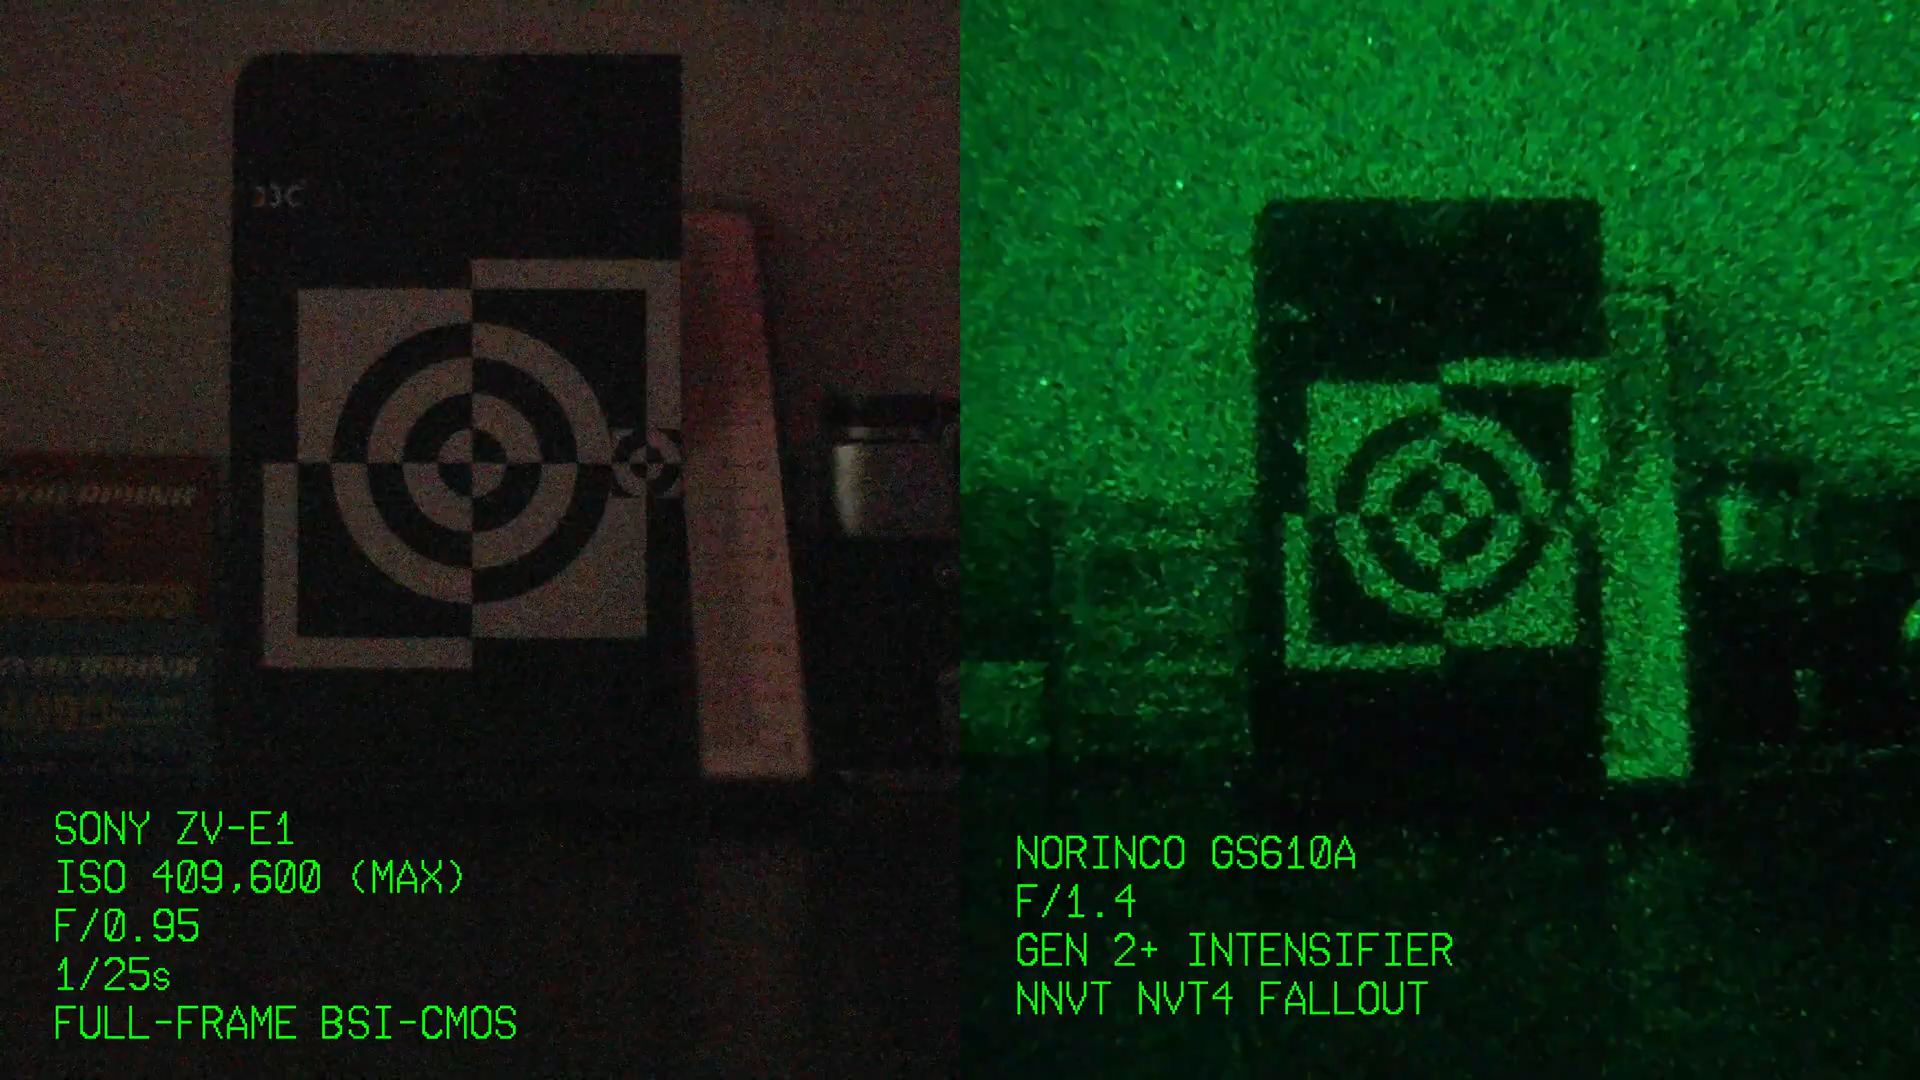 JJC
SONY ZV-E1
ISO 409,600 (MAX)
F/0.95
1/25s
FULL-FRAME BSI-CMOS
NORINCO GS610A
F/1.4
GEN 2+ INTENSIFIER
NNVT NVT4 FALLOUT